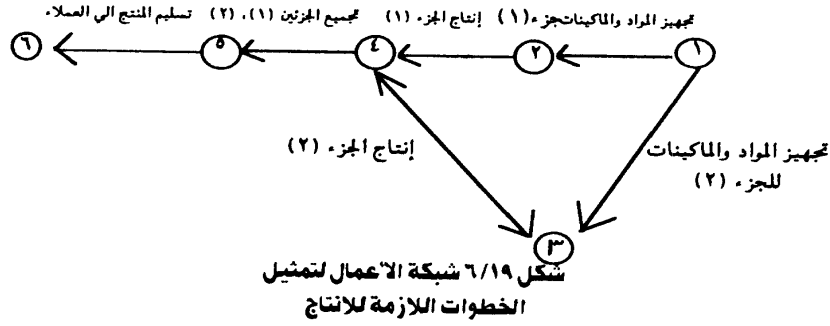 تجهيز المواد والماكينات جزء (١) إنتاج الجزء (١) تجميع الجزئين (١)، (٢) تسليم المنتج الي العملاء
١ ٢ ٤ ٥ ٦
إنتاج الجزء (٢)
تجهيز المواد والماكينات
للجزء (٢)
٣
شكل ٦/١٩ شبكة الأعمال لتمثيل
الخطوات اللازمة للانتاج